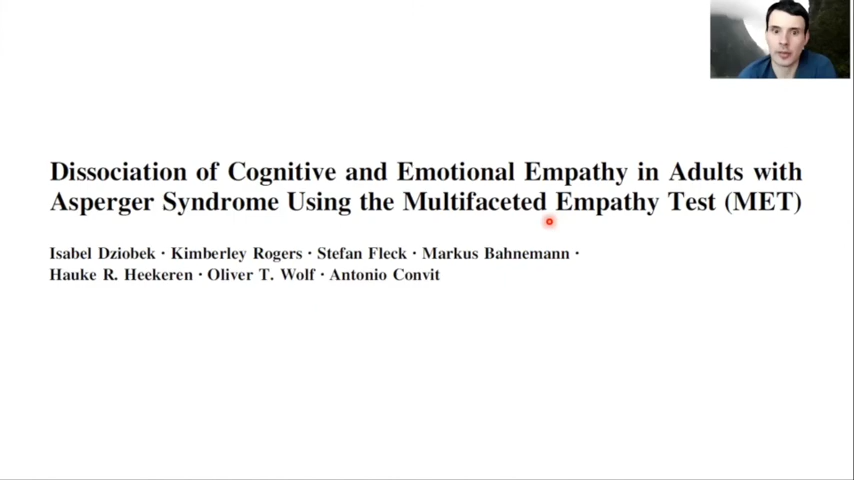 Dissociation of Cognitive and Emotional Empathy in Adults with
Asperger Syndrome Using the Multifaceted Empathy Test (MET)
Isabel Dziobek · Kimberley Rogers · Stefan Fleck · Markus Bahnemann ·
Hauke R. Heekeren · Oliver T. Wolf · Antonio Convit